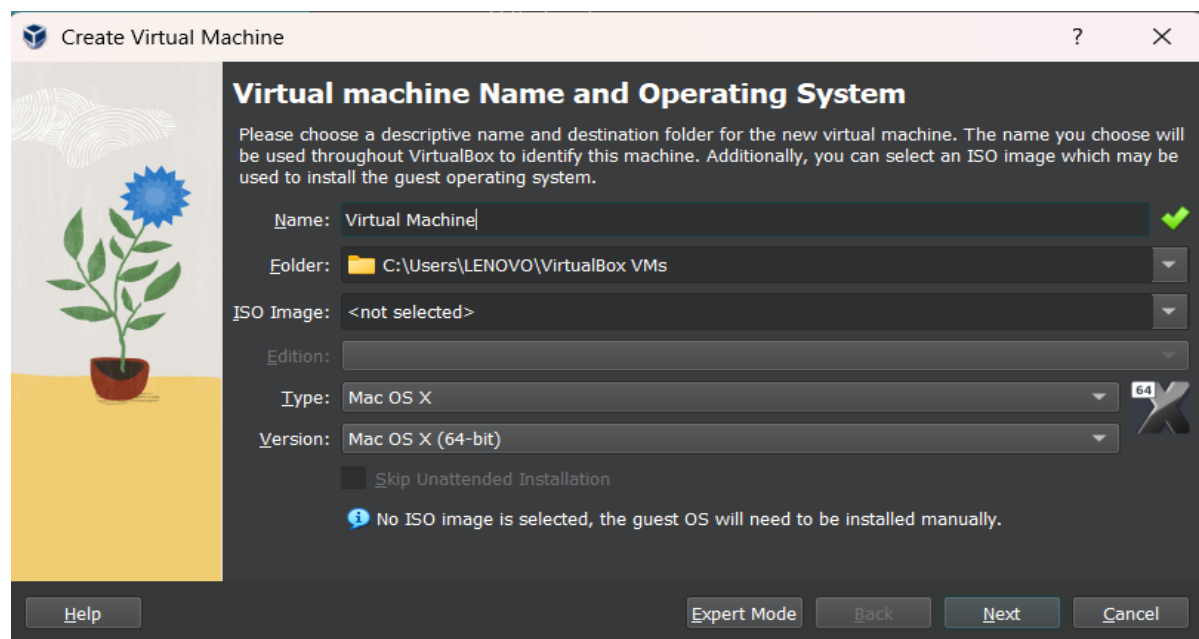 Create Virtual Machine
?
Virtual machine Name and Operating System
Please choose a descriptive name and destination folder for the new virtual machine. The name you choose will
be used throughout VirtualBox to identify this machine. Additionally, you can select an ISO image which may be
used to install the guest operating system.
Name: Virtual Machine
Folder: C:\Users\LENOVO\VirtualBox VMs
ISO Image: <not selected>
Edition:
Type: Mac OS X
64
Version: Mac OS X (64-bit)
Skip Unattended Installation
No ISO image is selected, the guest OS will need to be installed manually.
Help Expert Mode Back Next Cancel